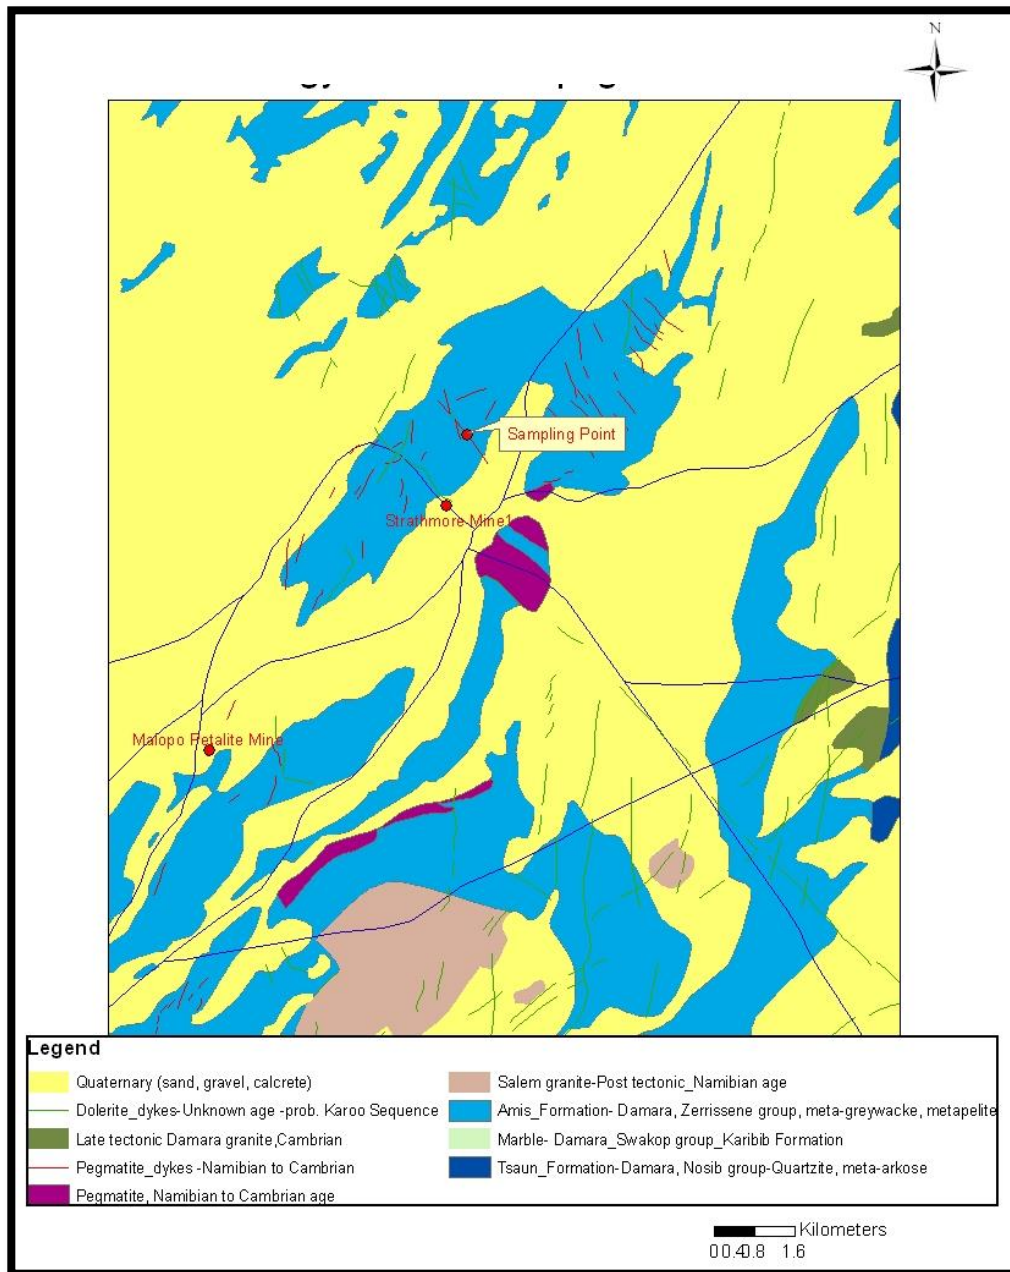 N
Sampling Point
Strathmore Mine1
Malopo Petalite Mine
Legend
Quaternary (sand, gravel, calcrete)
Dolerite_dykes-Unknown age -prob. Karoo Sequence
Late tectonic Damara granite,Cambrian
Pegmatite_dykes -Namibian to Cambrian
Pegmatite, Namibian to Cambrian age
Salem granite-Post tectonic_Namibian age
Amis_Formation- Damara, Zerrissene group, meta-greywacke, metapelite
Marble- Damara_Swakop group_Karibib Formation
Tsaun_Formation-Damara, Nosib group-Quartzite, meta-arkose
Kilometers
0 0.4 0.8 1.6